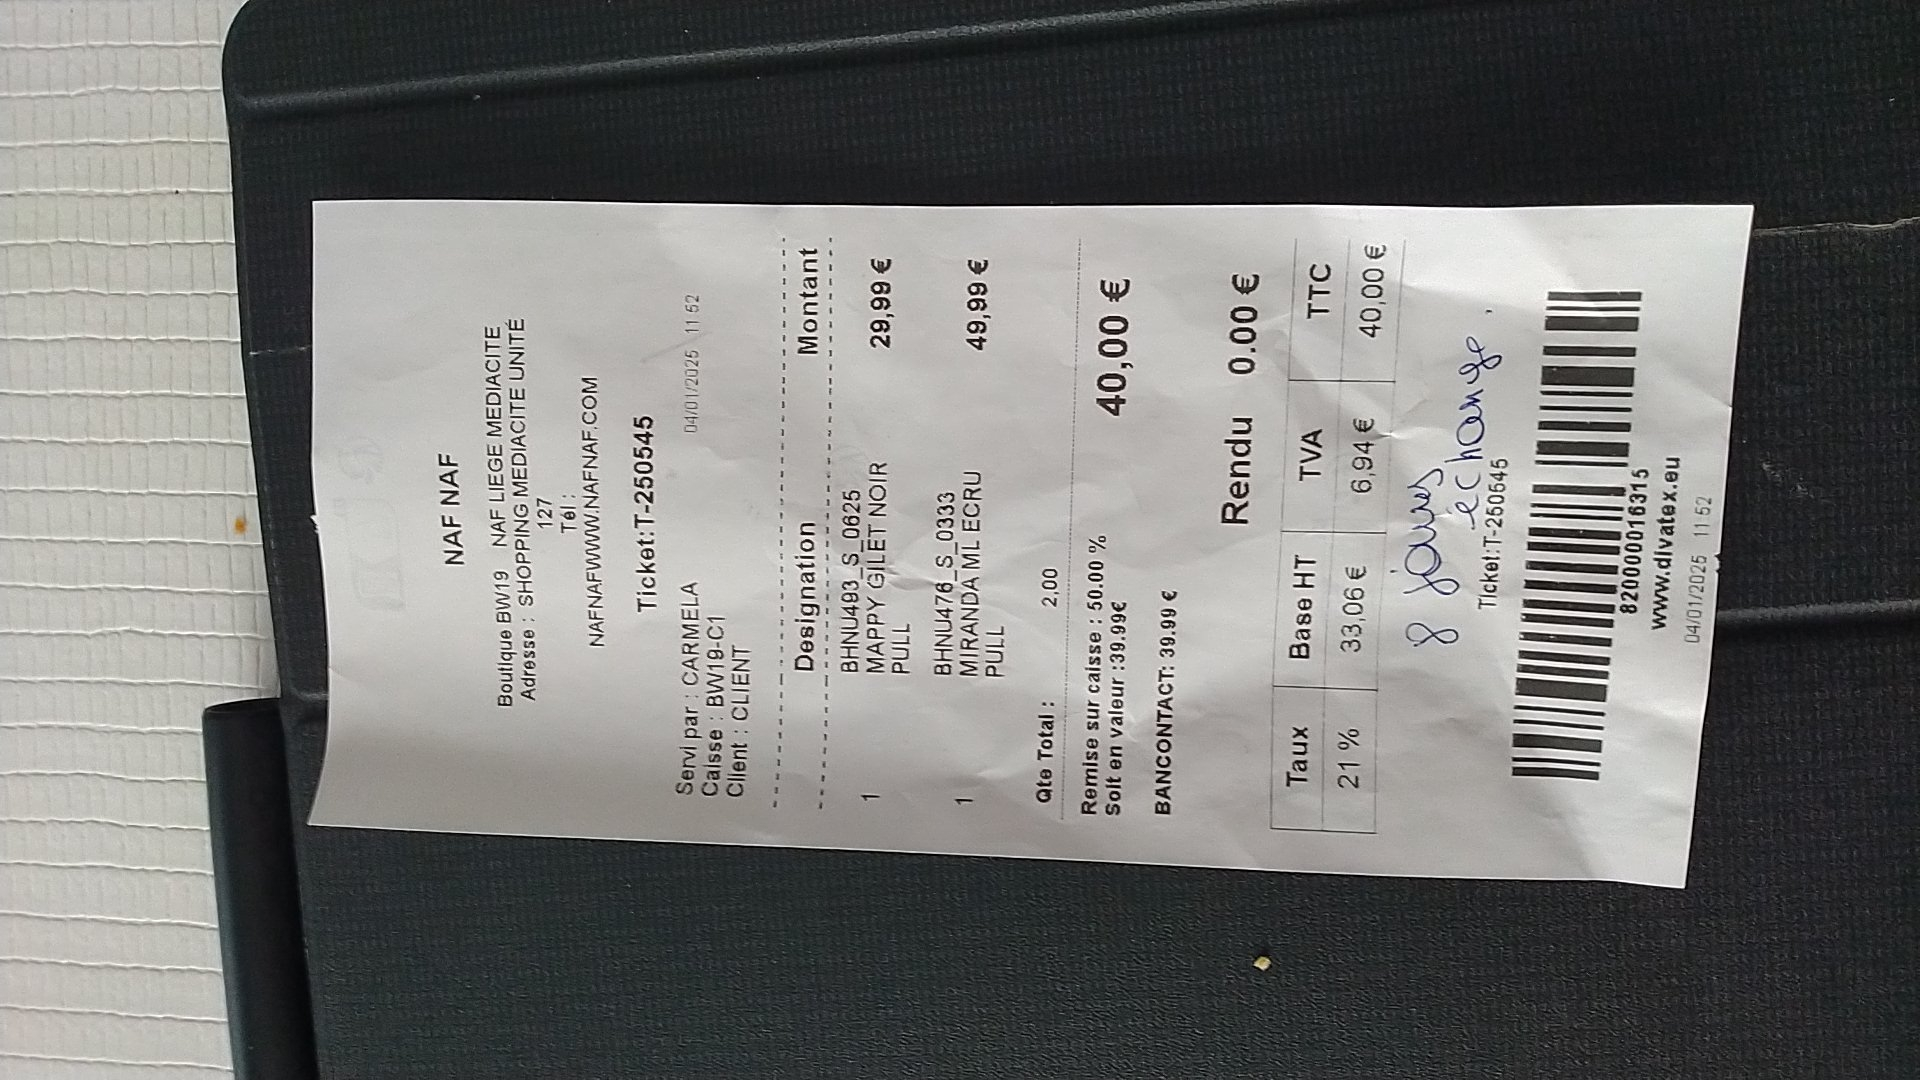 NAF NAF
Boutique BW19 NAF LIEGE MEDIACITE
Adresse : SHOPPING MEDIACITE UNITÉ
127
Tél :
NAFNAFWWW.NAFNAF.COM
Ticket:T-250545
Servi par : CARMELA
Caisse : BW19-C1 04/01/2025 11 52
Client : CLIENT
Designation Montant
1 BHNU493_S_0625 29,99 €
MAPPY GILET NOIR
PULL
1 BHNU476_S_0333 49,99 €
MIRANDA ML ECRU
PULL
Qte Total : 2,00
Remise sur caisse : 50.00 % 40,00 €
Soit en valeur :39.99€
BANCONTACT: 39.99 €
Rendu 0.00 €
Taux Base HT TVA TTC
21 % 33,06 € 6,94 € 40,00 €
8 jours
échange.
Ticket:T-250545
8200000016315
www.divatex.eu
04/01/2025 11 52